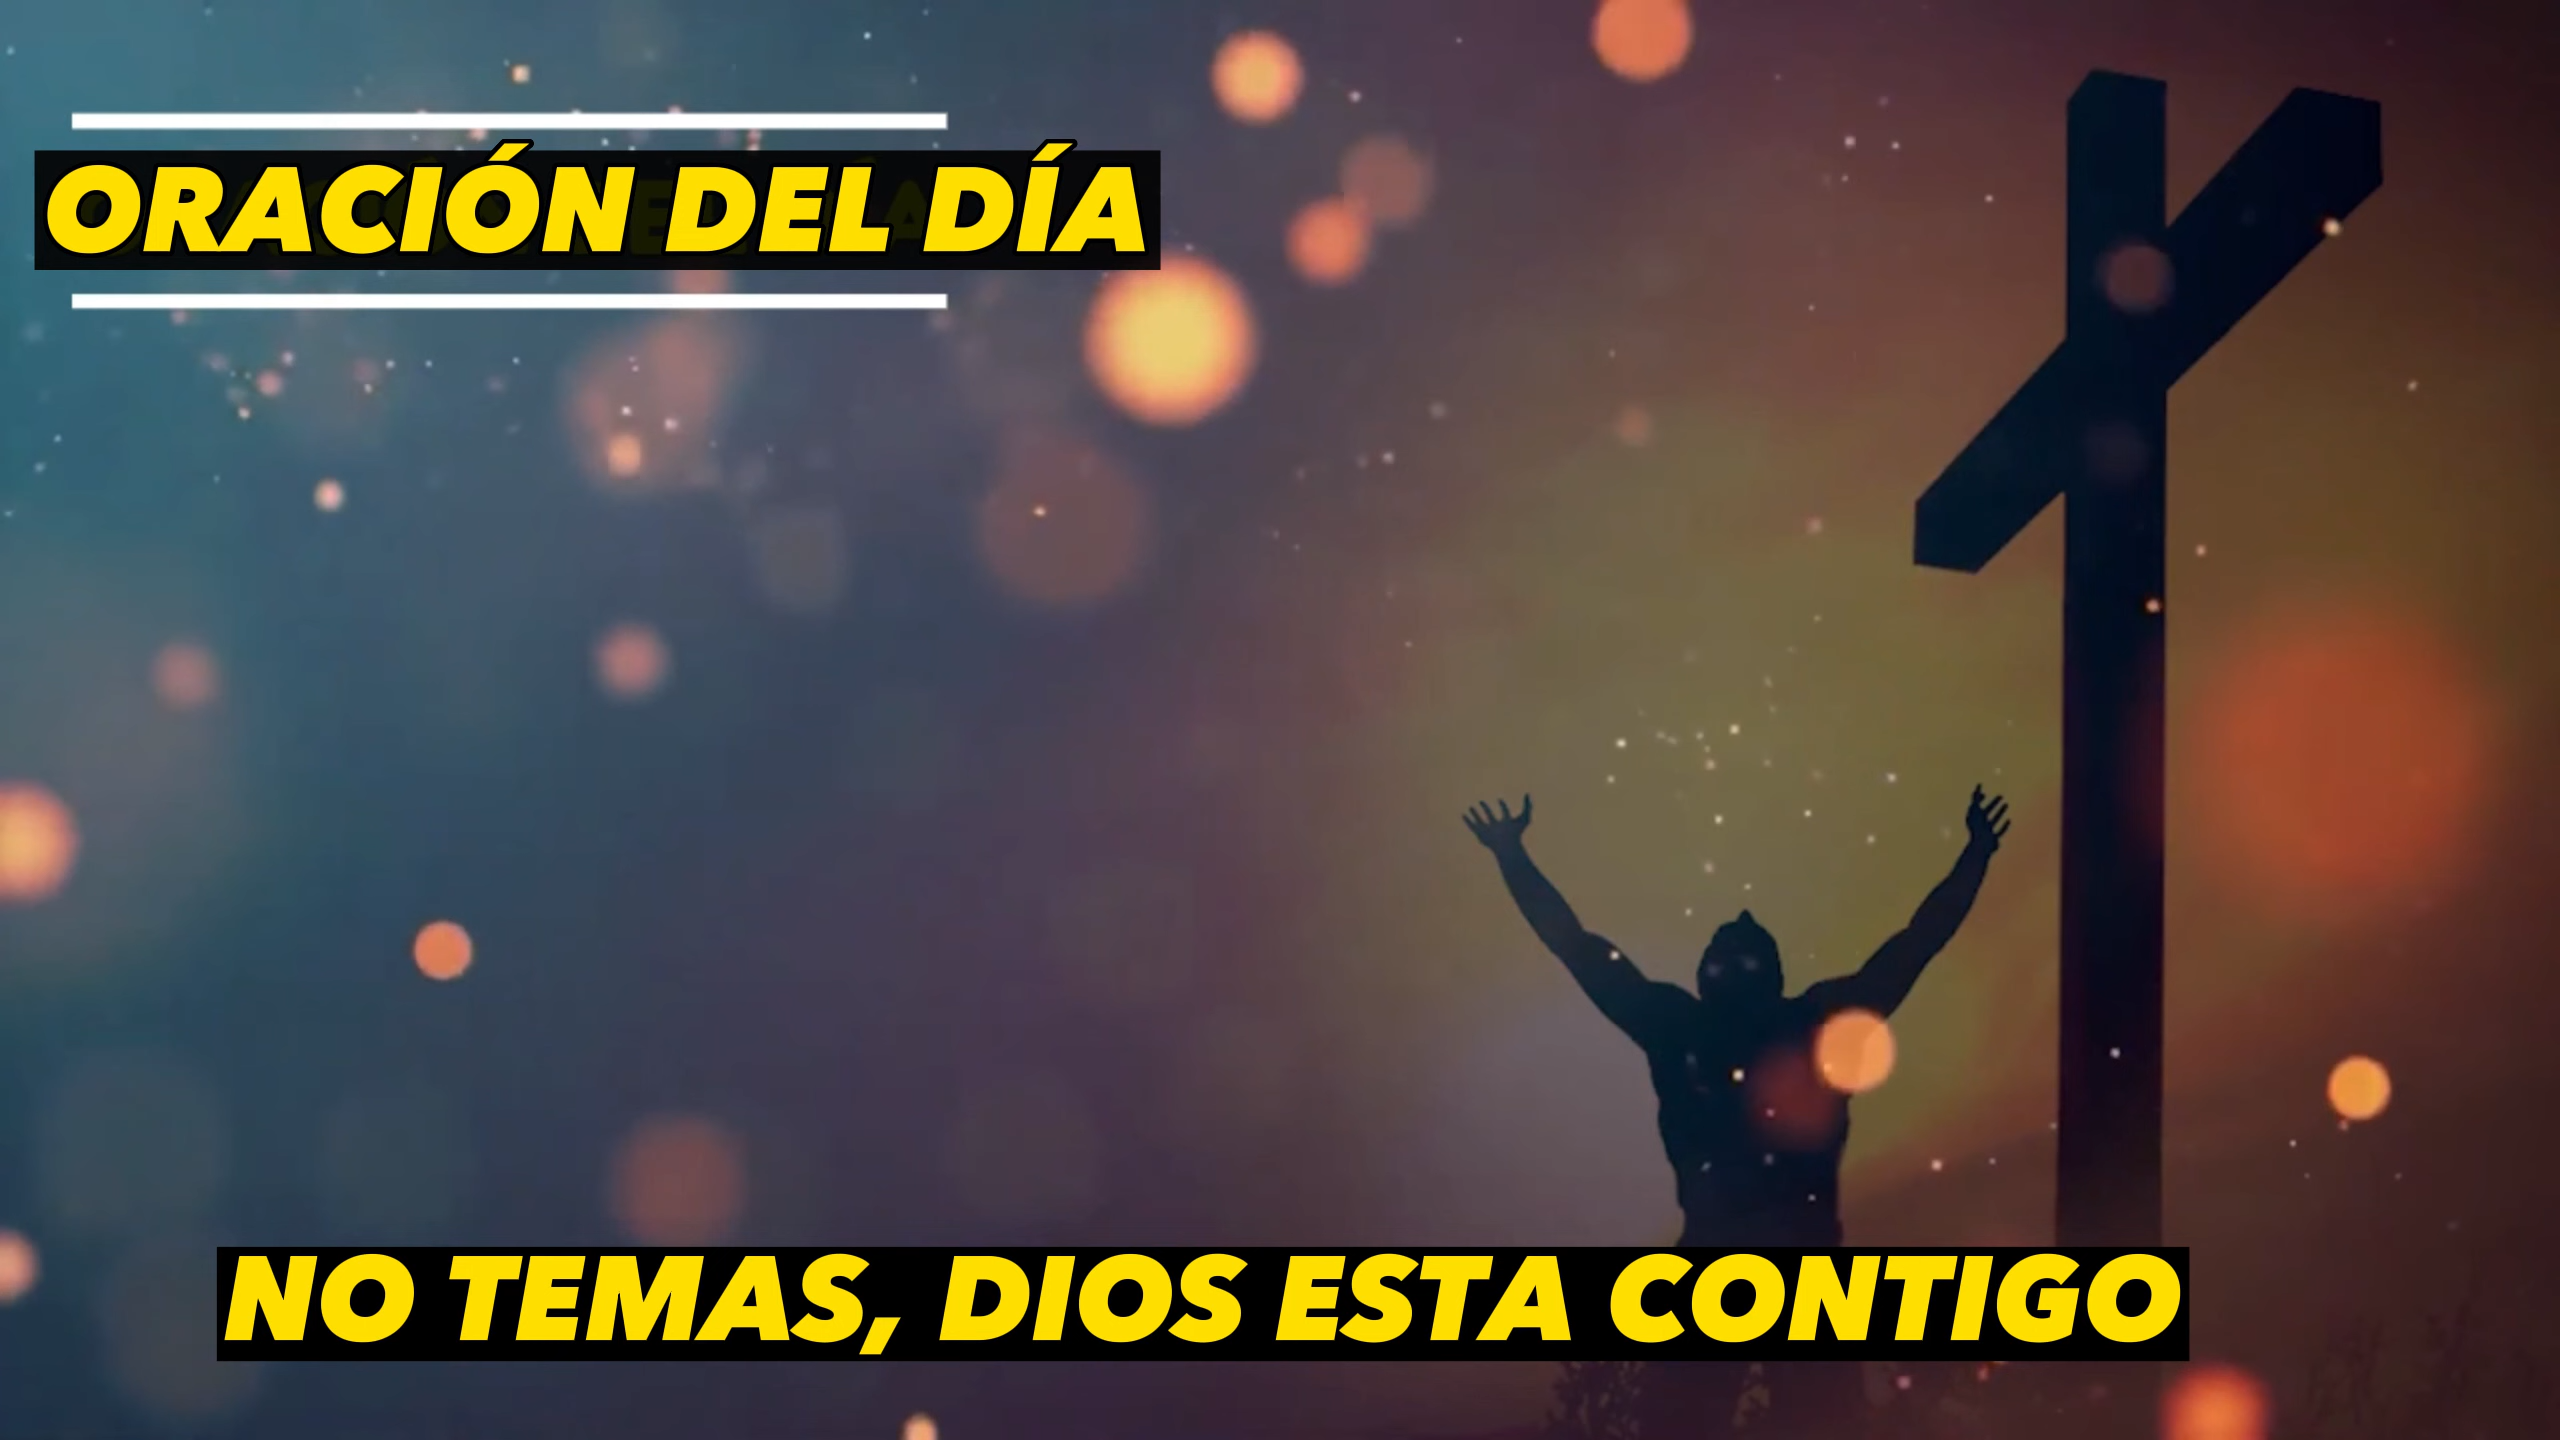 ORACIÓN DEL DÍA
NO TEMAS, DIOS ESTA CONTIGO